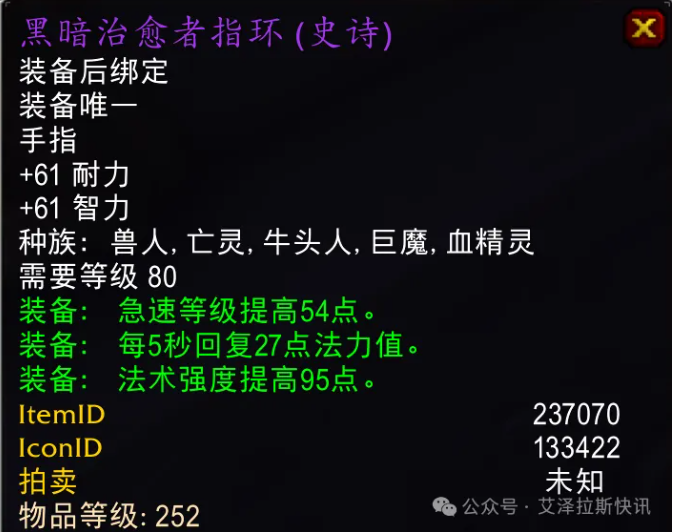 黑暗治愈者指环 (史诗)
装备后绑定
装备唯一
手指
+61 耐力
+61 智力
种族: 兽人, 亡灵, 牛头人, 巨魔, 血精灵
需要等级 80
装备: 急速等级提高54点。
装备: 每5秒回复27点法力值。
装备: 法术强度提高95点。
ItemID 237070
IconID 133422
拍卖 未知
物品等级: 252
公众号 · 艾泽拉斯快讯